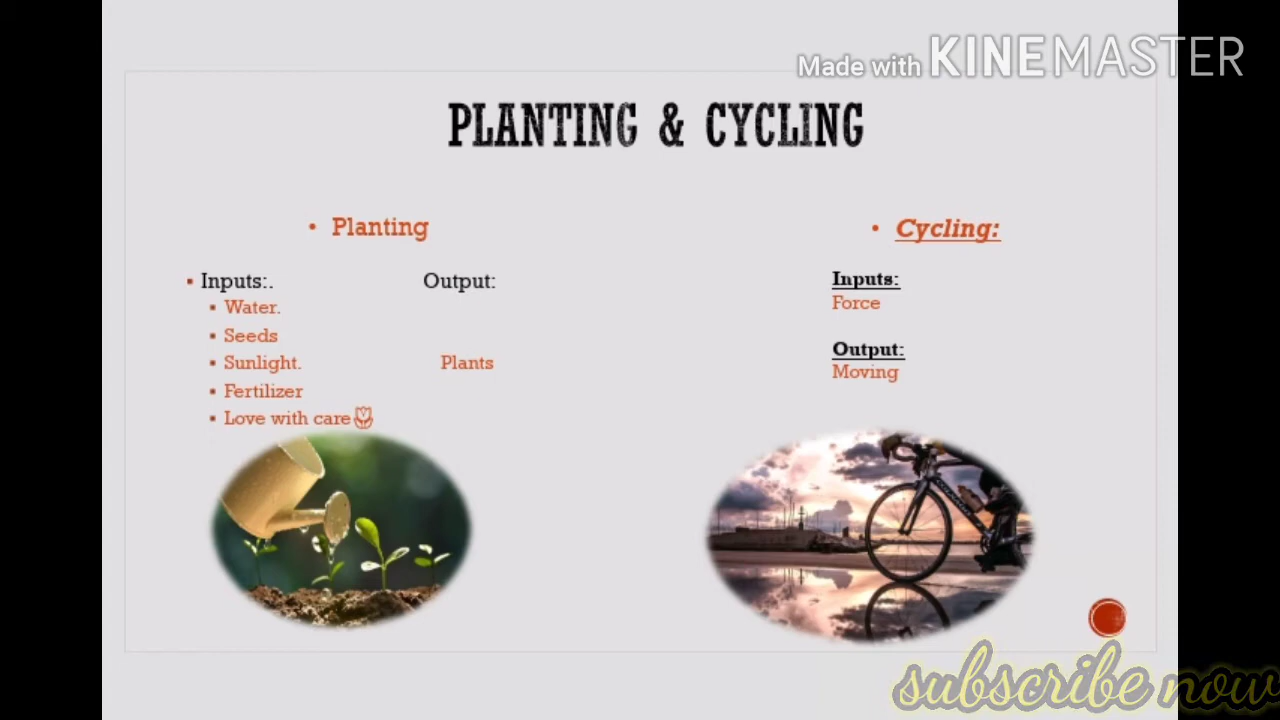 Made with KINEMASTER
PLANTING & CYCLING
• Planting
▪ Inputs:. Output:
▪ Water.
▪ Seeds
▪ Sunlight. Plants
▪ Fertilizer
▪ Love with care🌷
• Cycling:
Inputs:
Force
Output:
Moving
subscribe now